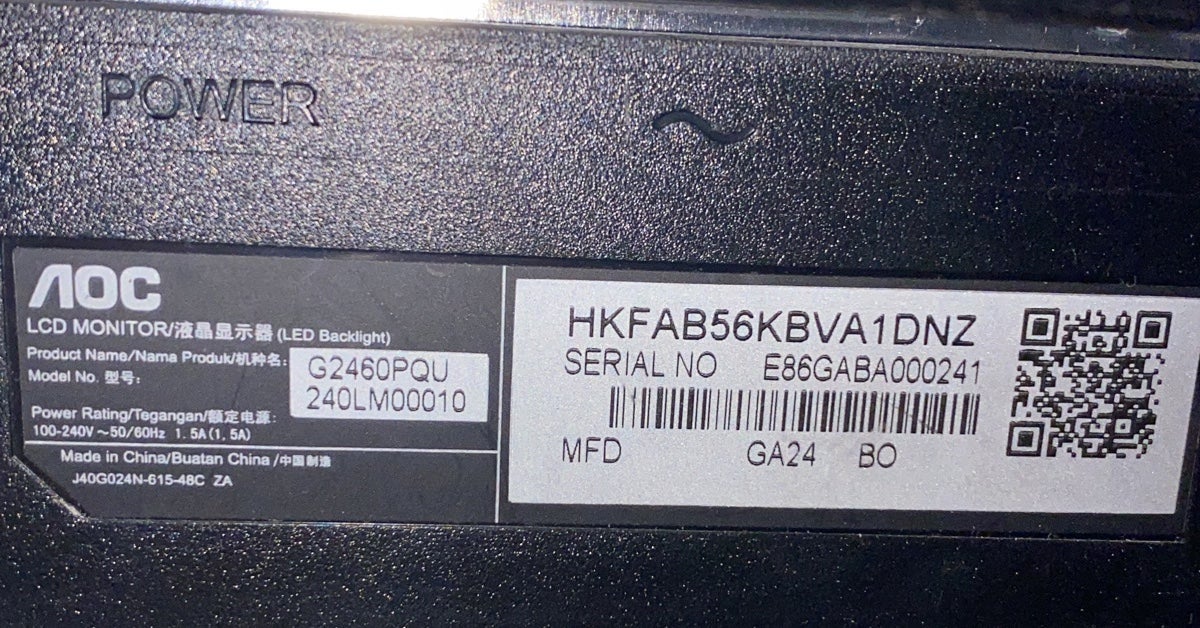 POWER
~
AOC
LCD MONITOR/液晶显示器 (LED Backlight)
Product Name/Nama Produk/机种名:
G2460PQU
Model No. 型号:
240LM00010
Power Rating/Tegangan/额定电源:
100-240V ~50/60Hz 1.5A(1,5A)
Made in China/Buatan China /中国制造
J40G024N-615-48C ZA
HKFAB56KBVA1DNZ
SERIAL NO E86GABA000241
MFD GA24 BO